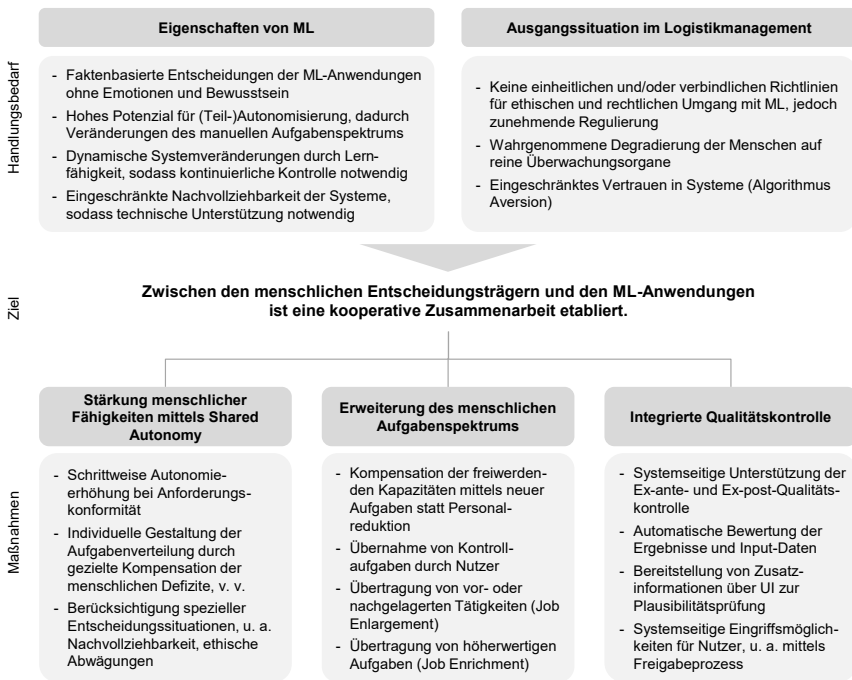 Eigenschaften von ML
Faktenbasierte Entscheidungen der ML-Anwendungen
ohne Emotionen und Bewusstsein
Hohes Potenzial für (Teil-)Autonomisierung, dadurch
Veränderungen des manuellen Aufgabenspektrums
Dynamische Systemveränderungen durch Lern-
fähigkeit, sodass kontinuierliche Kontrolle notwendig
Eingeschränkte Nachvollziehbarkeit der Systeme,
sodass technische Unterstützung notwendig
Ausgangssituation im Logistikmanagement
Keine einheitlichen und/oder verbindlichen Richtlinien
für ethischen und rechtlichen Umgang mit ML, jedoch
zunehmende Regulierung
Wahrgenommene Degradierung der Menschen auf
reine Überwachungsorgane
Eingeschränktes Vertrauen in Systeme (Algorithmus
Aversion)
Handlungsbedarf
Ziel
Zwischen den menschlichen Entscheidungsträgern und den ML-Anwendungen
ist eine kooperative Zusammenarbeit etabliert.
Maßnahmen
Stärkung menschlicher
Fähigkeiten mittels Shared
Autonomy
- Schrittweise Autonomie-
erhöhung bei Anforderungs-
konformität
- Individuelle Gestaltung der
Aufgabenverteilung durch
gezielte Kompensation der
menschlichen Defizite, v. v.
- Berücksichtigung spezieller
Entscheidungssituationen, u. a.
Nachvollziehbarkeit, ethische
Abwägungen
Erweiterung des menschlichen
Aufgabenspektrums
- Kompensation der freiwerden-
den Kapazitäten mittels neuer
Aufgaben statt Personal-
reduktion
- Übernahme von Kontroll-
aufgaben durch Nutzer
- Übertragung von vor- oder
nachgelagerten Tätigkeiten (Job
Enlargement)
- Übertragung von höherwertigen
Aufgaben (Job Enrichment)
Integrierte Qualitätskontrolle
- Systemseitige Unterstützung der
Ex-ante- und Ex-post-Qualitäts-
kontrolle
- Automatische Bewertung der
Ergebnisse und Input-Daten
- Bereitstellung von Zusatz-
informationen über UI zur
Plausibilitätsprüfung
- Systemseitige Eingriffsmöglich-
keiten für Nutzer, u. a. mittels
Freigabeprozess